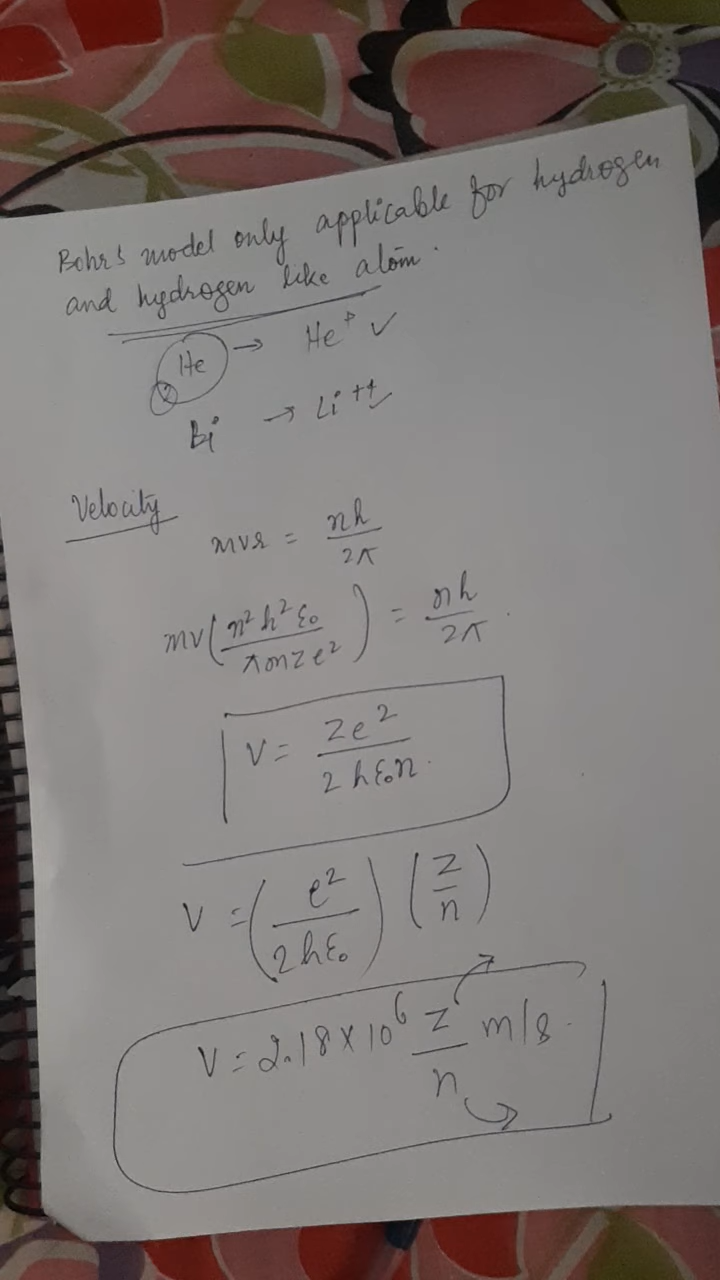 Bohr's model only applicable for hydrogen
and hydrogen like atom.
He → He⁺ ✓
2
Li → Li⁺⁺ ✓
Velocity
mvr = nh/2π
mv(n²h²ε₀/πmze²) = nh/2π.
V = Ze²/2hε₀n.
V = (e²/2hε₀) (Z/n)
V = 2.18×10⁶ Z/n m/s.